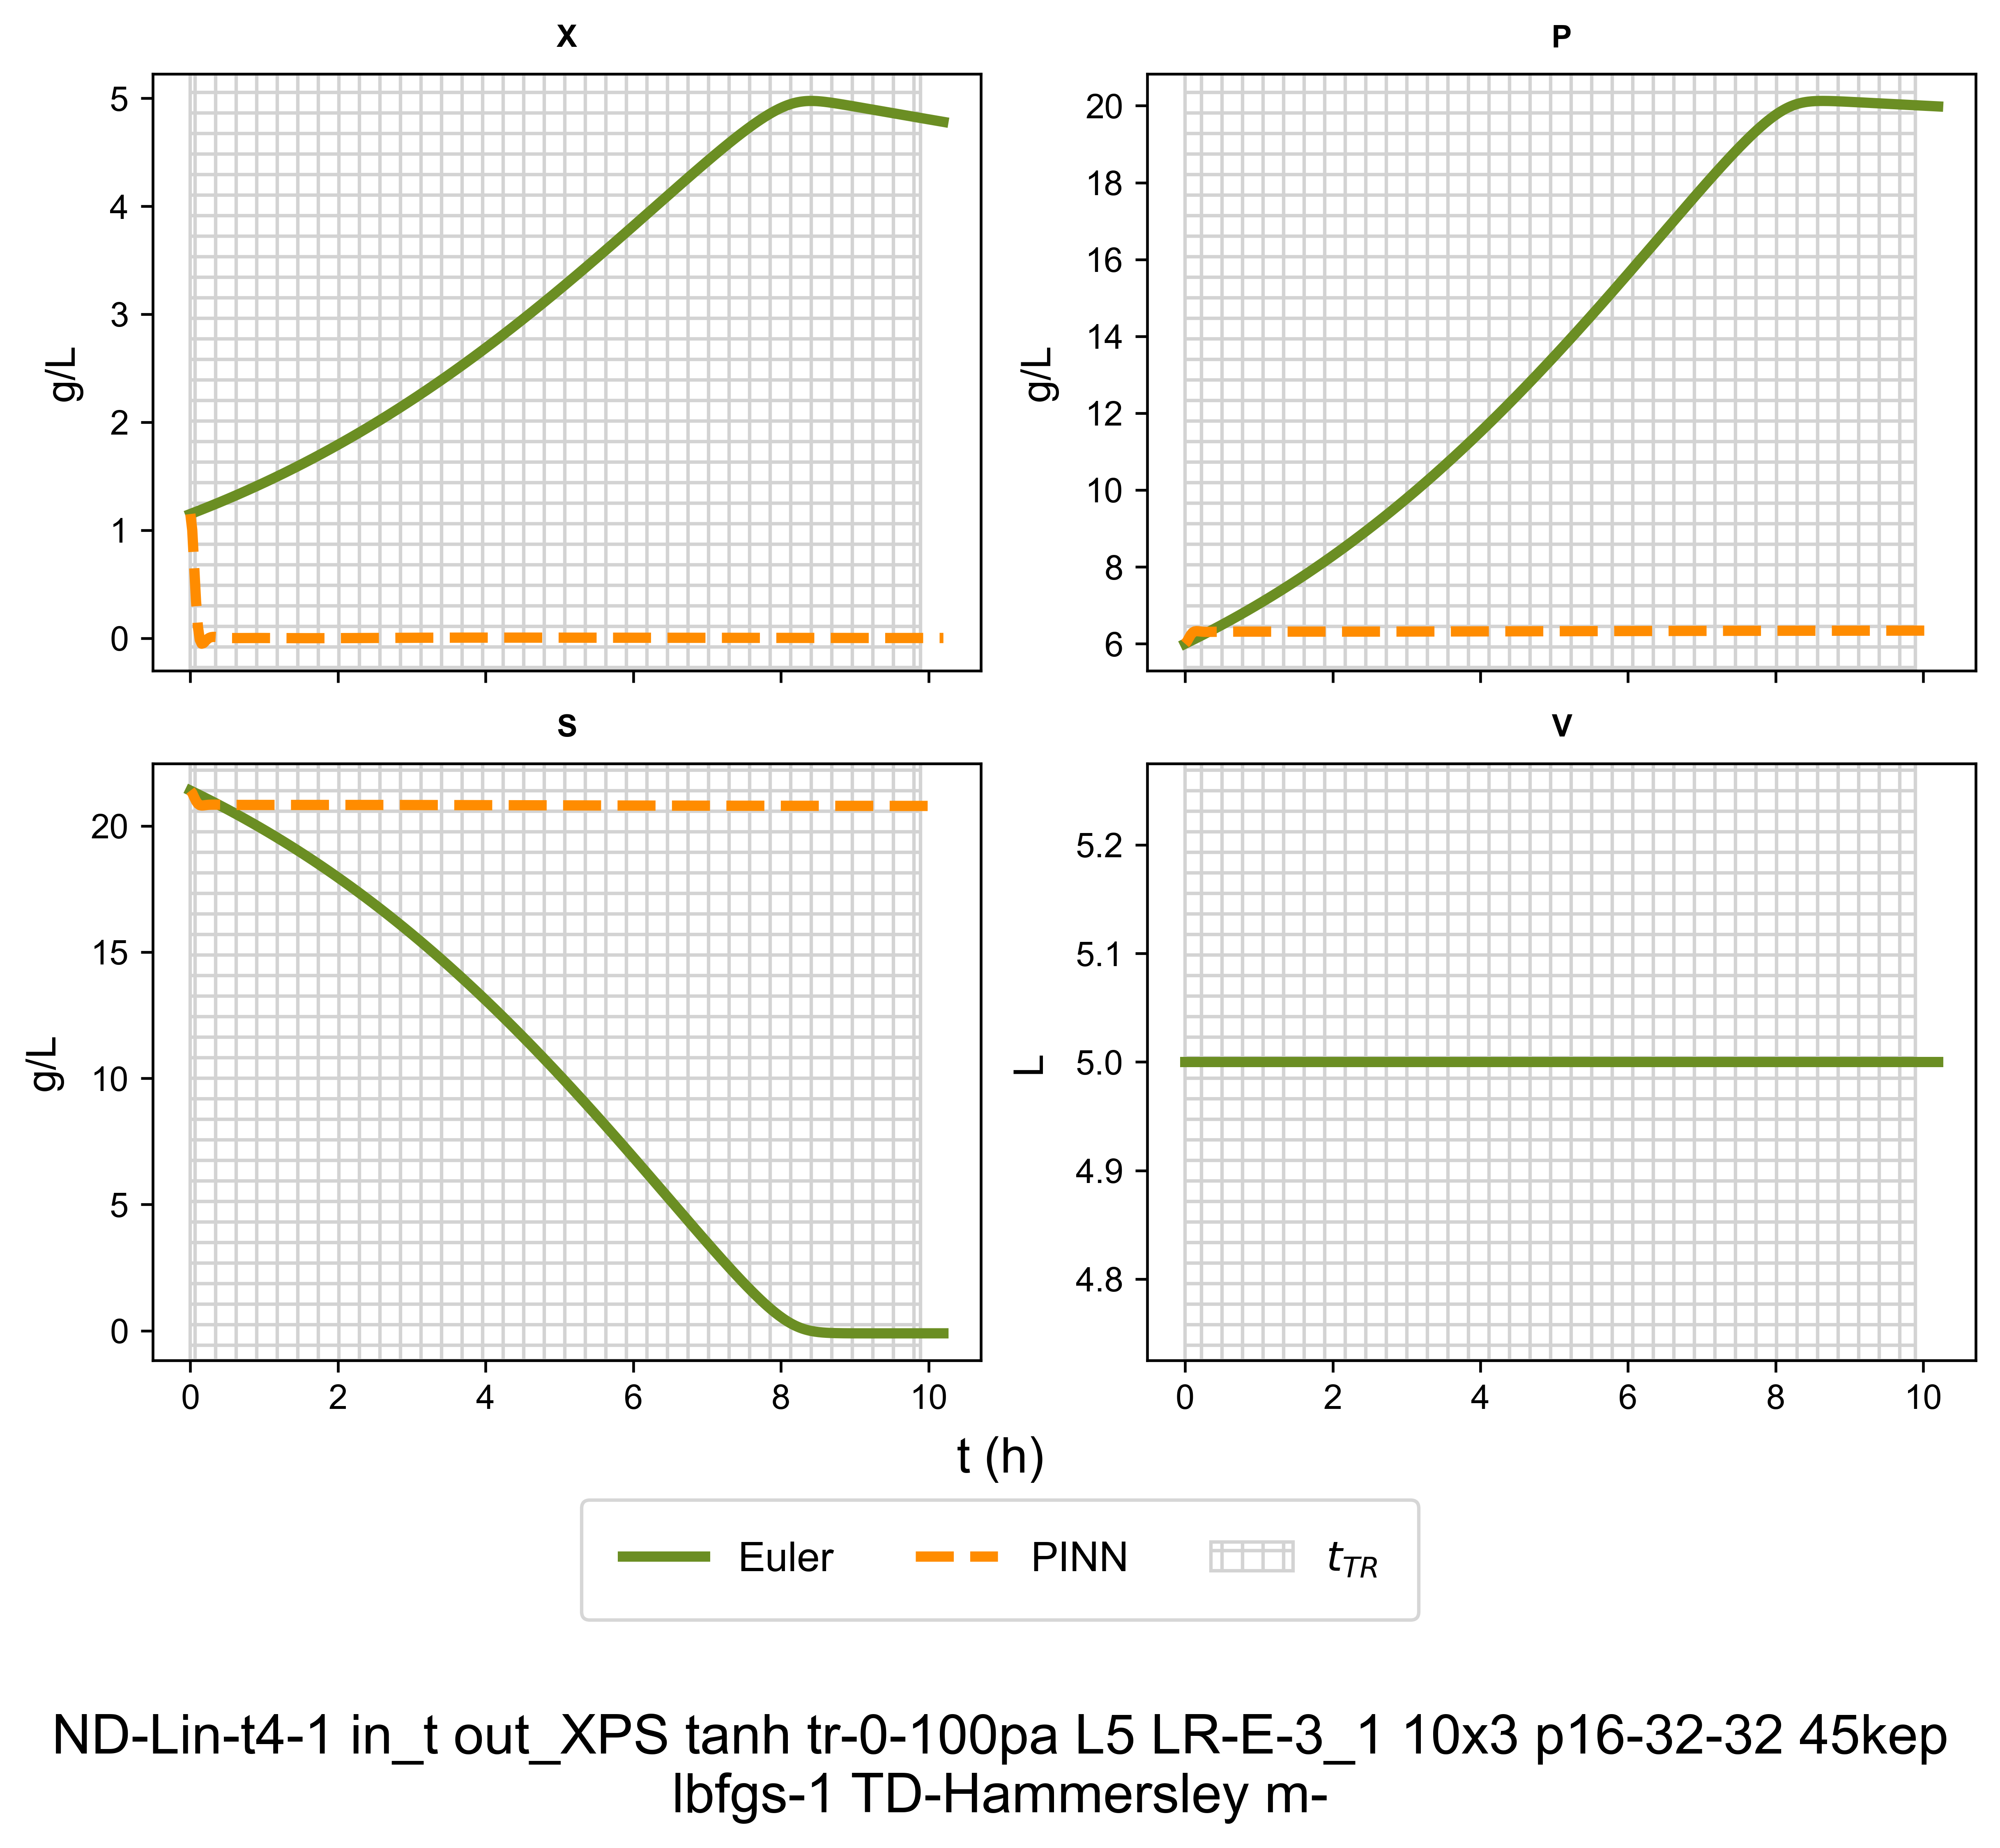 X
P
5
4
3
2
1
0
g/L
20
18
16
14
12
10
8
6
g/L
S
V
20
15
10
5
0
g/L
0 2 4 6 8 10
5.2
5.1
5.0
4.9
4.8
L
0 2 4 6 8 10
t (h)
Euler PINN tTR
ND-Lin-t4-1 in_t out_XPS tanh tr-0-100pa L5 LR-E-3_1 10x3 p16-32-32 45kep
lbfgs-1 TD-Hammersley m-